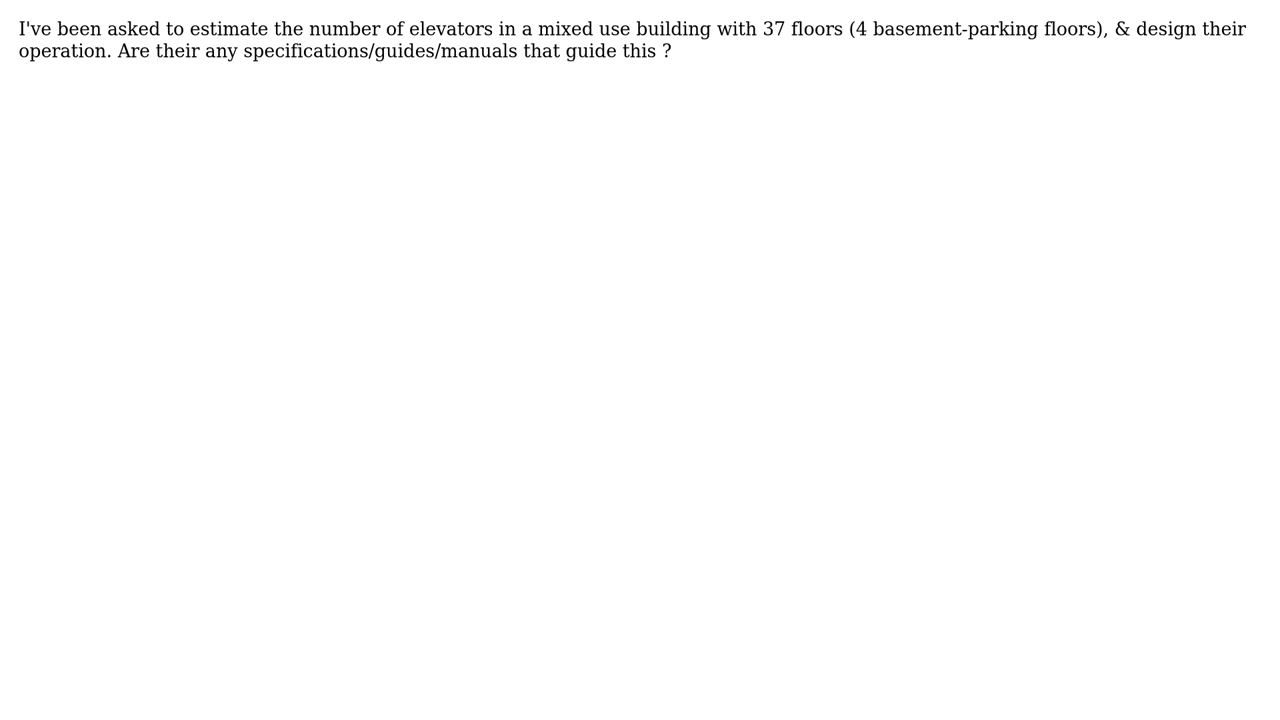 I've been asked to estimate the number of elevators in a mixed use building with 37 floors (4 basement-parking floors), & design their
operation. Are their any specifications/guides/manuals that guide this ?